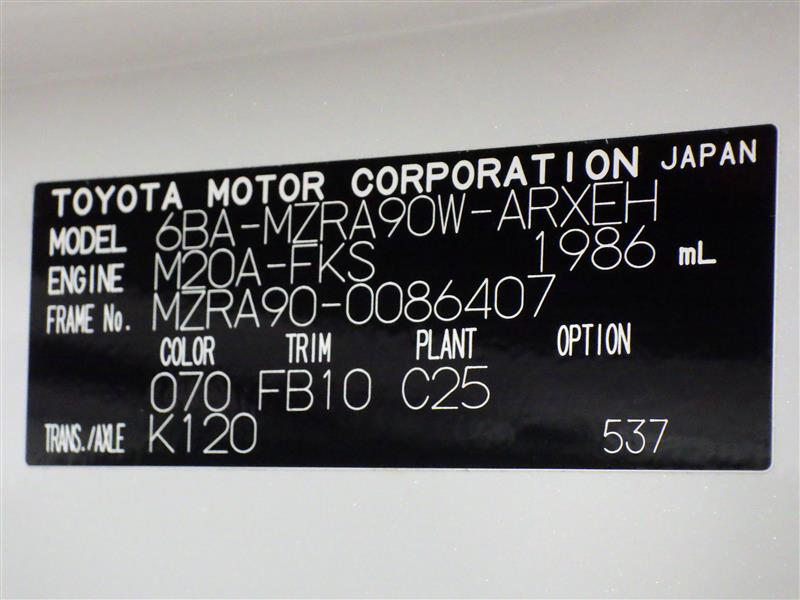 TOYOTA MOTOR CORPORATION JAPAN
MODEL 6BA-MZRA90W-ARXEH
ENGINE M20A-FKS 1986 mL
FRAME No. MZRA90-0086407
COLOR TRIM PLANT OPTION
070 FB10 C25
TRANS./AXLE K120 537